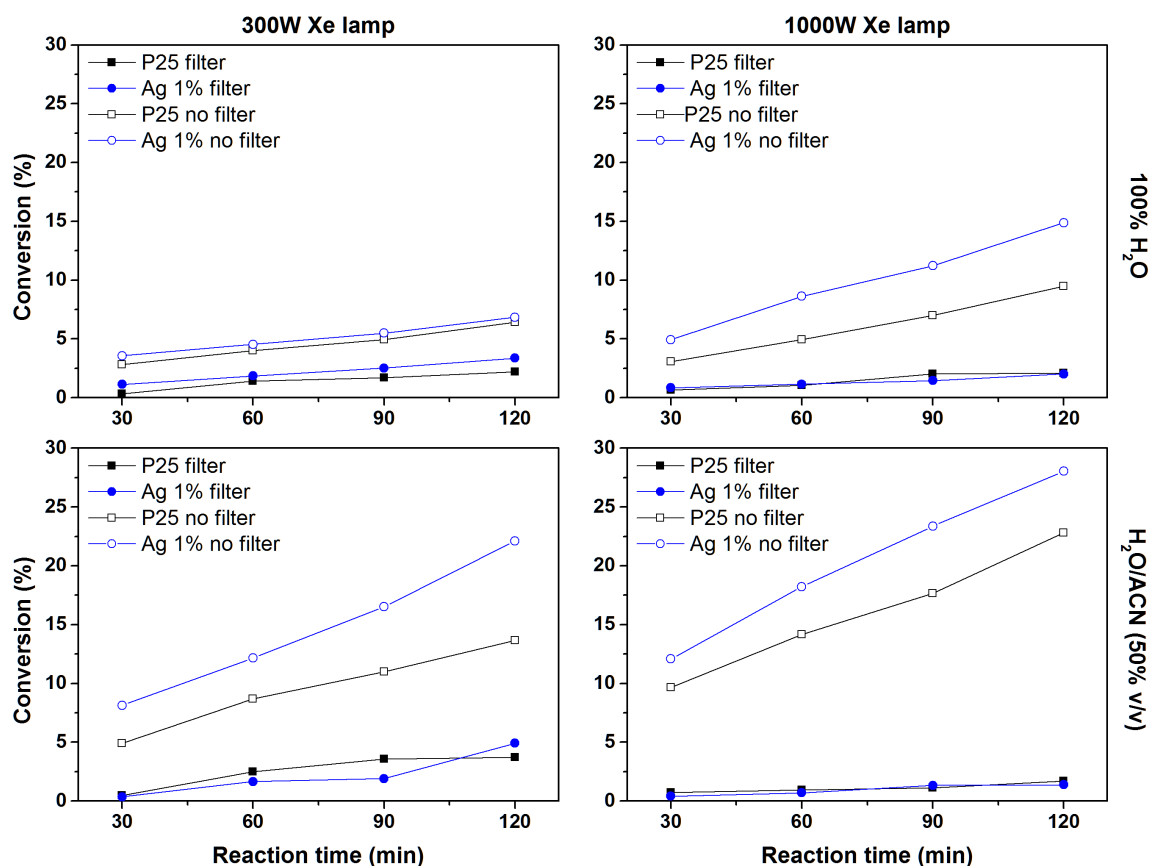 300W Xe lamp
1000W Xe lamp
30
25
20
15
10
5
0
Conversion (%)
P25 filter
Ag 1% filter
P25 no filter
Ag 1% no filter
30 60 90 120
30
25
20
15
10
5
0
P25 filter
Ag 1% filter
P25 no filter
Ag 1% no filter
30 60 90 120
100% H₂O
30
25
20
15
10
5
0
Conversion (%)
P25 filter
Ag 1% filter
P25 no filter
Ag 1% no filter
30 60 90 120
Reaction time (min)
30
25
20
15
10
5
0
P25 filter
Ag 1% filter
P25 no filter
Ag 1% no filter
30 60 90 120
Reaction time (min)
H₂O/ACN (50% v/v)